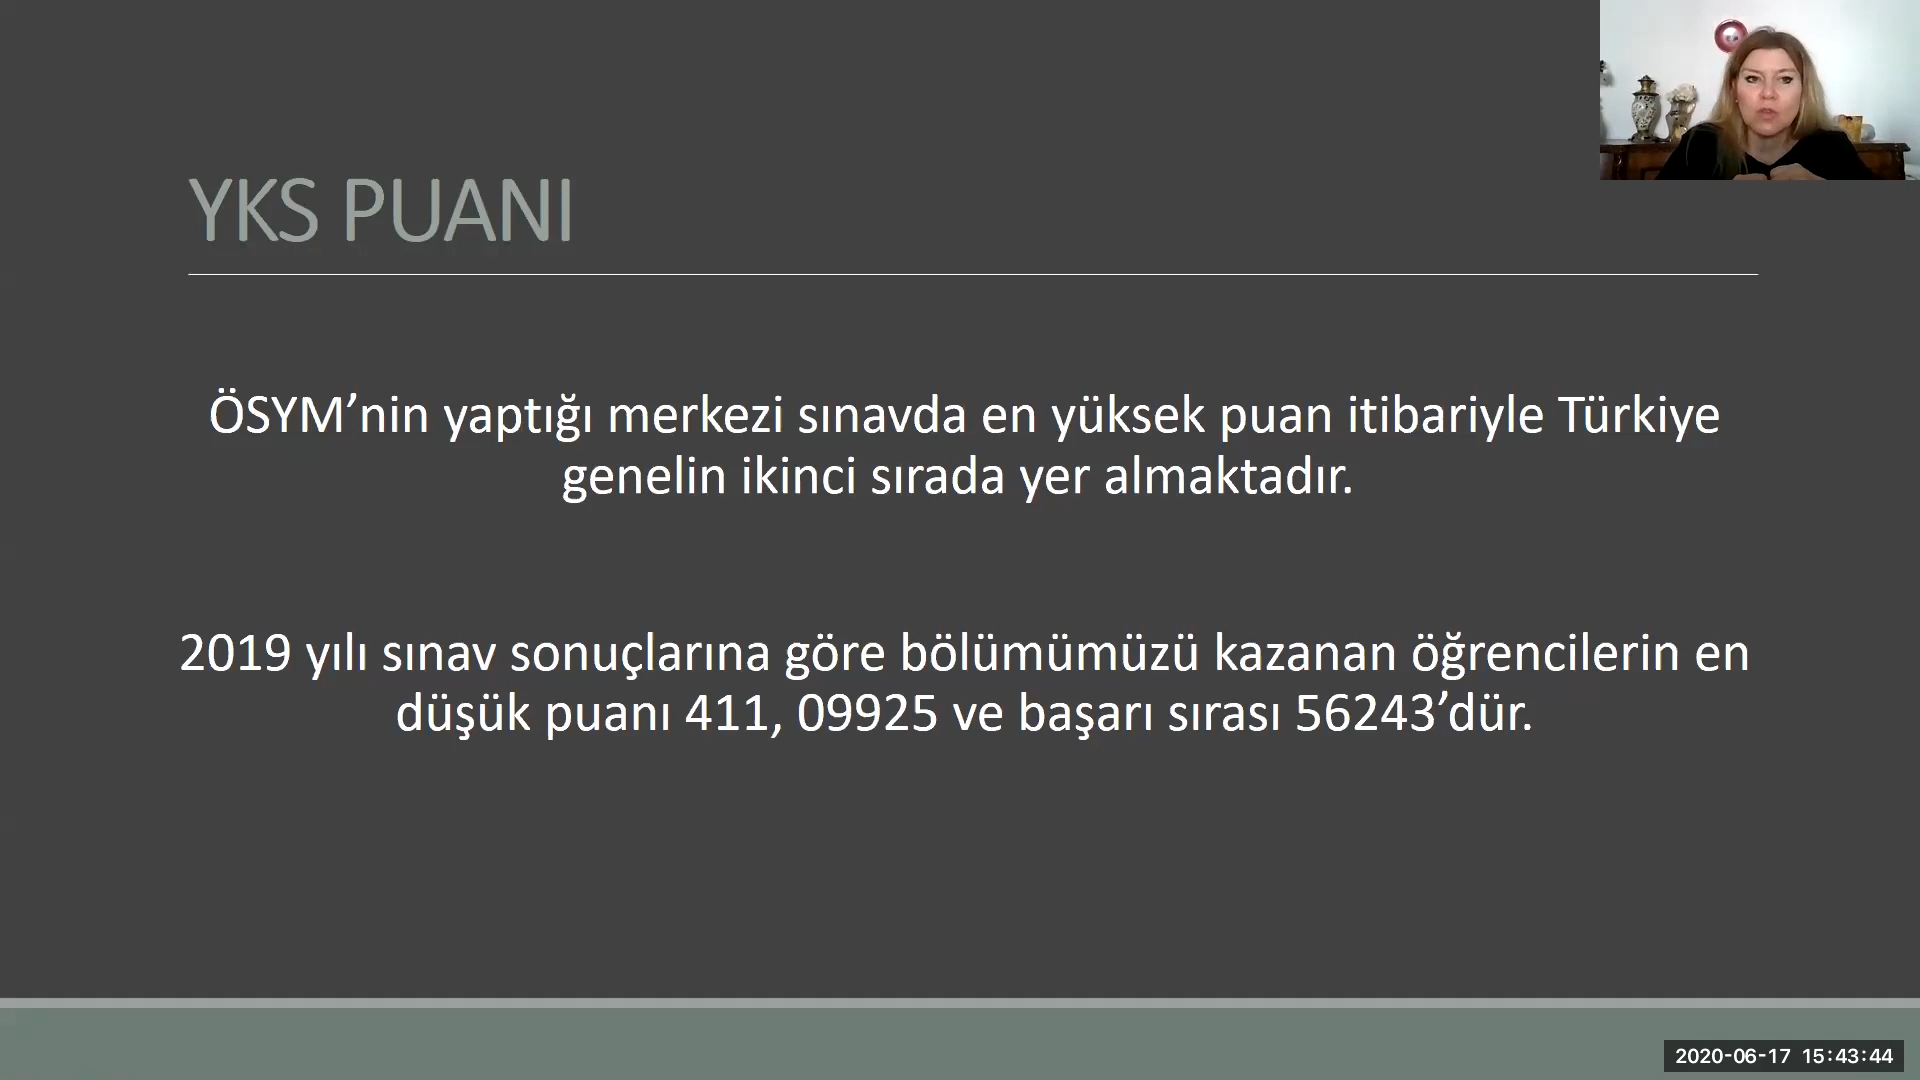 YKS PUANI
ÖSYM’nin yaptığı merkezi sınavda en yüksek puan itibariyle Türkiye
genelin ikinci sırada yer almaktadır.
2019 yılı sınav sonuçlarına göre bölümümüzü kazanan öğrencilerin en
düşük puanı 411, 09925 ve başarı sırası 56243’dür.
2020-06-17 15:43:44